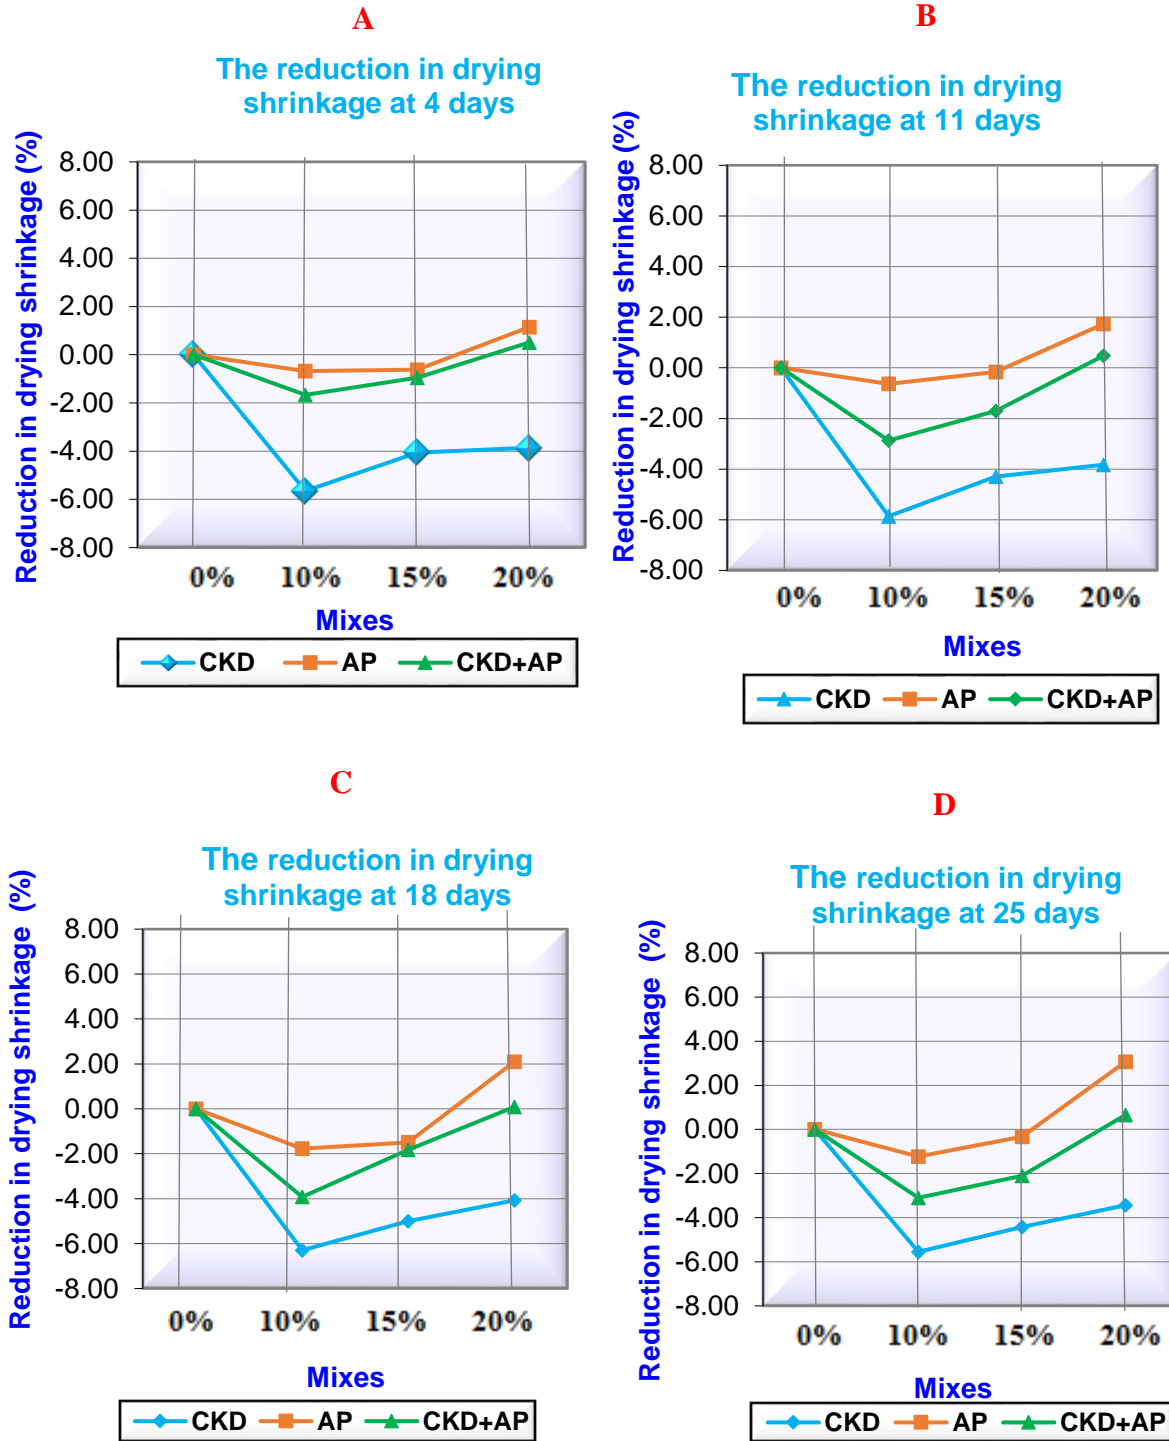 A
The reduction in drying
shrinkage at 4 days
Reduction in drying shrinkage (%)
8.00
6.00
4.00
2.00
0.00
-2.00
-4.00
-6.00
-8.00
0% 10% 15% 20%
Mixes
CKD AP CKD+AP
B
The reduction in drying
shrinkage at 11 days
Reduction in drying shrinkage (%)
8.00
6.00
4.00
2.00
0.00
-2.00
-4.00
-6.00
-8.00
0% 10% 15% 20%
Mixes
CKD AP CKD+AP
C
The reduction in drying
shrinkage at 18 days
Reduction in drying shrinkage (%)
8.00
6.00
4.00
2.00
0.00
-2.00
-4.00
-6.00
-8.00
0% 10% 15% 20%
Mixes
CKD AP CKD+AP
D
The reduction in drying
shrinkage at 25 days
Reduction in drying shrinkage (%)
8.00
6.00
4.00
2.00
0.00
-2.00
-4.00
-6.00
-8.00
0% 10% 15% 20%
Mixes
CKD AP CKD+AP